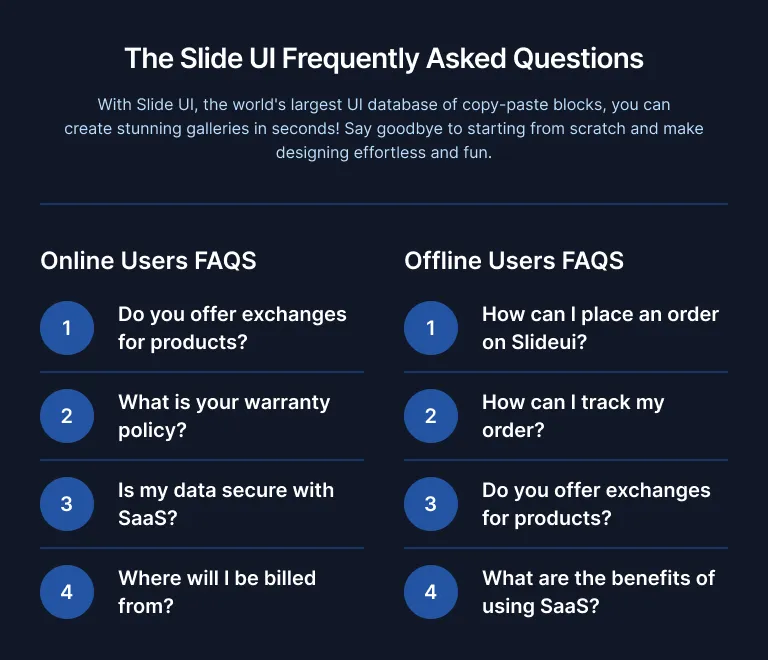 The Slide UI Frequently Asked Questions
With Slide UI, the world's largest UI database of copy-paste blocks, you can
create stunning galleries in seconds! Say goodbye to starting from scratch and make
designing effortless and fun.
Online Users FAQS
1
Do you offer exchanges
for products?
2
What is your warranty
policy?
3
Is my data secure with
SaaS?
4
Where will I be billed
from?
Offline Users FAQS
1
How can I place an order
on Slideui?
2
How can I track my
order?
3
Do you offer exchanges
for products?
4
What are the benefits of
using SaaS?